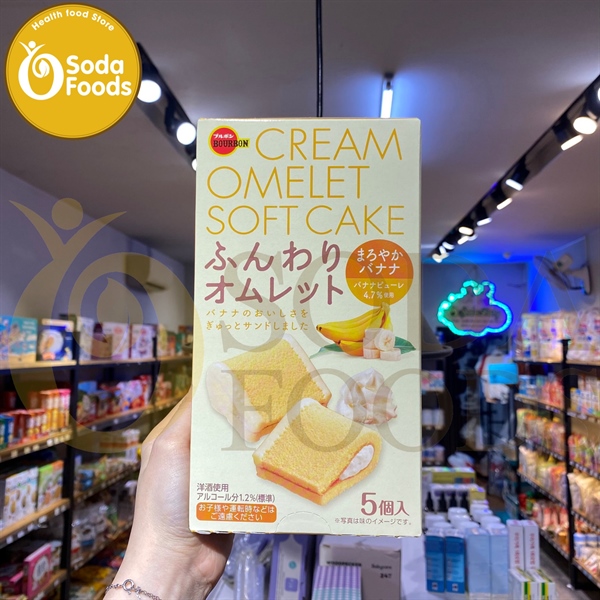 Health food Store
Soda
Foods
ブルボン
BOURBON
CREAM
OMELET
SOFT CAKE
ふんわり
オムレット
まろやか
バナナ
バナナピューレ
4.7%使用
バナナのおいしさを
ぎゅっとサンドしました
SODA
FOODS
洋酒使用
アルコール分1.2%(標準)
お子様や運転時などは
ご遠慮ください
5個入
※写真は味のイメージです。